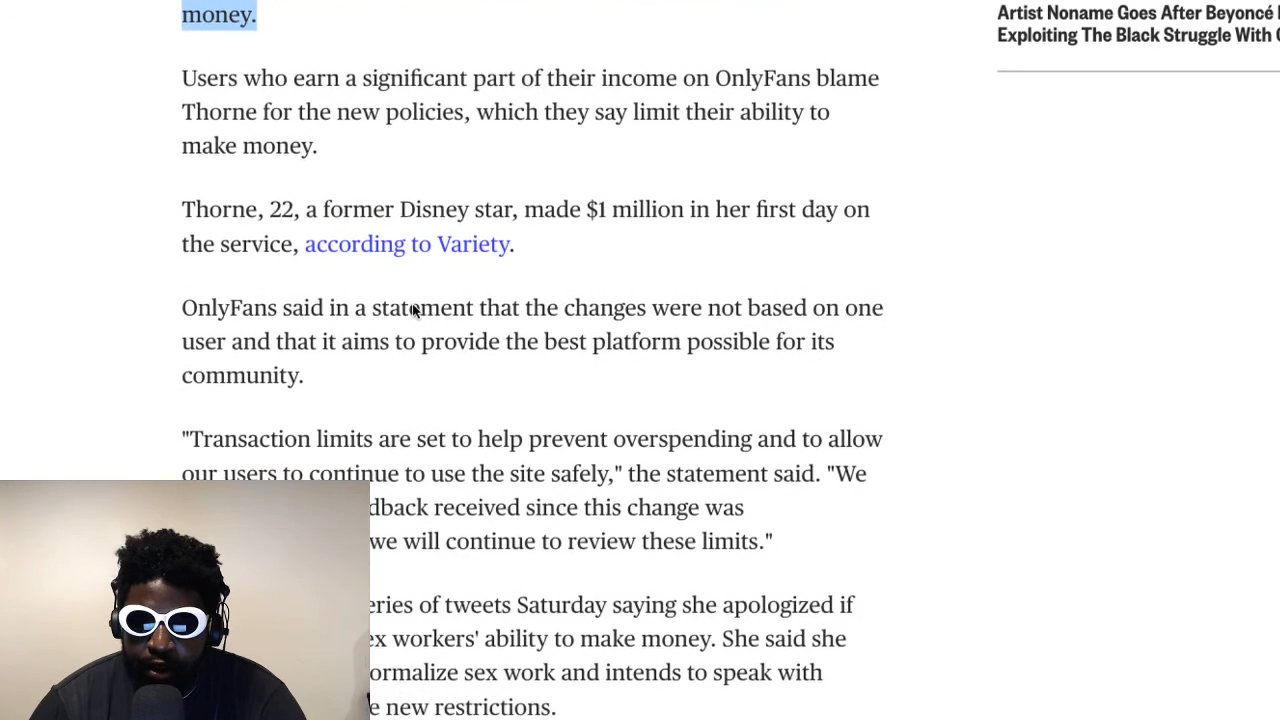 money.
Users who earn a significant part of their income on OnlyFans blame
Thorne for the new policies, which they say limit their ability to
make money.
Thorne, 22, a former Disney star, made $1 million in her first day on
the service, according to Variety.
OnlyFans said in a statement that the changes were not based on one
user and that it aims to provide the best platform possible for its
community.
"Transaction limits are set to help prevent overspending and to allow
our users to continue to use the site safely," the statement said. "We
dback received since this change was
we will continue to review these limits."
eries of tweets Saturday saying she apologized if
ex workers' ability to make money. She said she
ormalize sex work and intends to speak with
e new restrictions.
Artist Noname Goes After Beyoncé
Exploiting The Black Struggle With